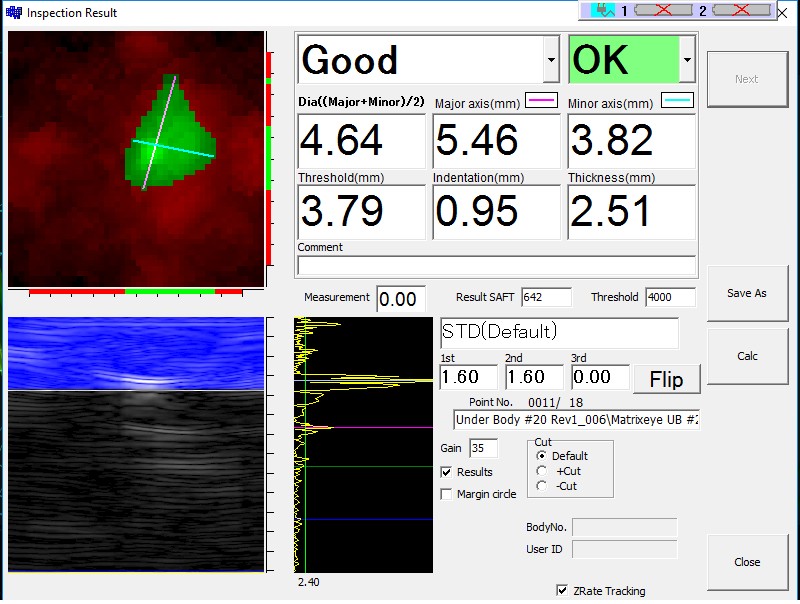 Inspection Result
1 2
Good OK
Next
Dia((Major+Minor)/2) Major axis(mm) Minor axis(mm)
4.64 5.46 3.82
Threshold(mm) Indentation(mm) Thickness(mm)
3.79 0.95 2.51
Comment
Measurement 0.00 Result SAFT 642 Threshold 4000
Save As
STD(Default)
Calc
1st 2nd 3rd
1.60 1.60 0.00 Flip
Point No. 0011/ 18
Under Body #20 Rev1_006\Matrixeye UB #2
Gain 35
Cut
Default
+Cut
-Cut
Results
Margin circle
BodyNo.
User ID
Close
2.40
ZRate Tracking